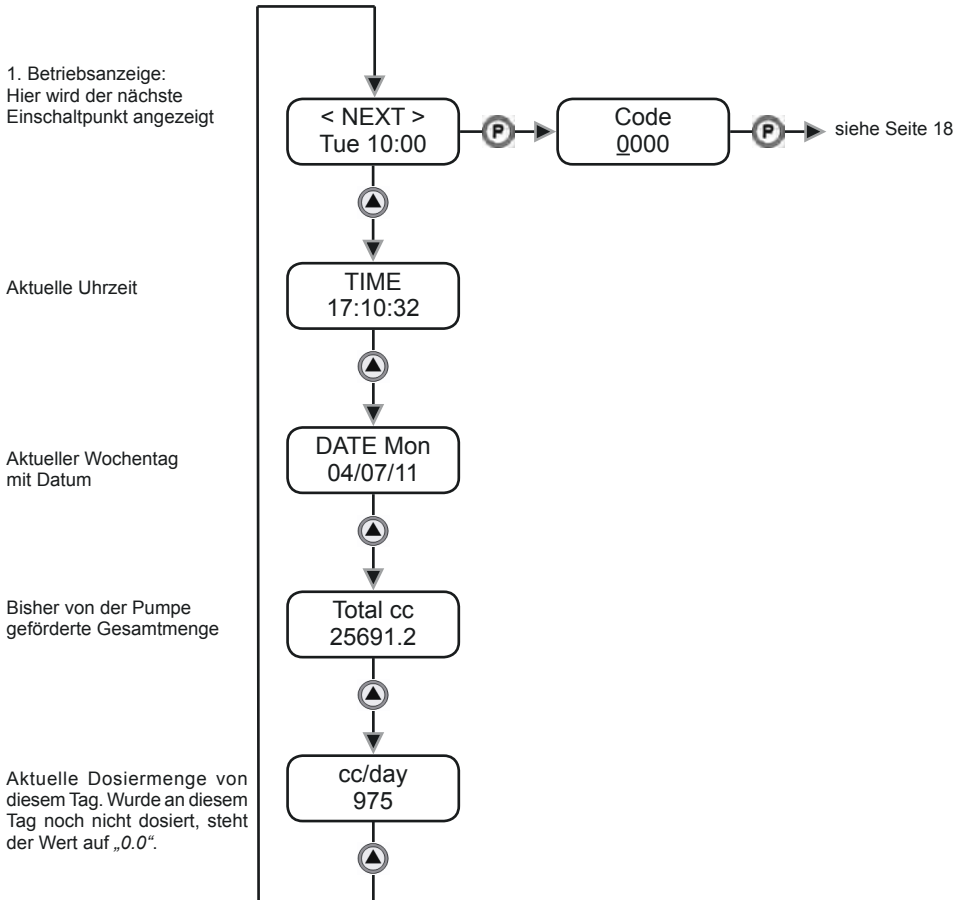 1. Betriebsanzeige:
Hier wird der nächste
Einschaltpunkt angezeigt
< NEXT >
Tue 10:00
P
Code
0000
P
siehe Seite 18
Aktuelle Uhrzeit
TIME
17:10:32
Aktueller Wochentag
mit Datum
DATE Mon
04/07/11
Bisher von der Pumpe
geförderte Gesamtmenge
Total cc
25691.2
Aktuelle Dosiermenge von
diesem Tag. Wurde an diesem
Tag noch nicht dosiert, steht
der Wert auf „0.0“.
cc/day
975